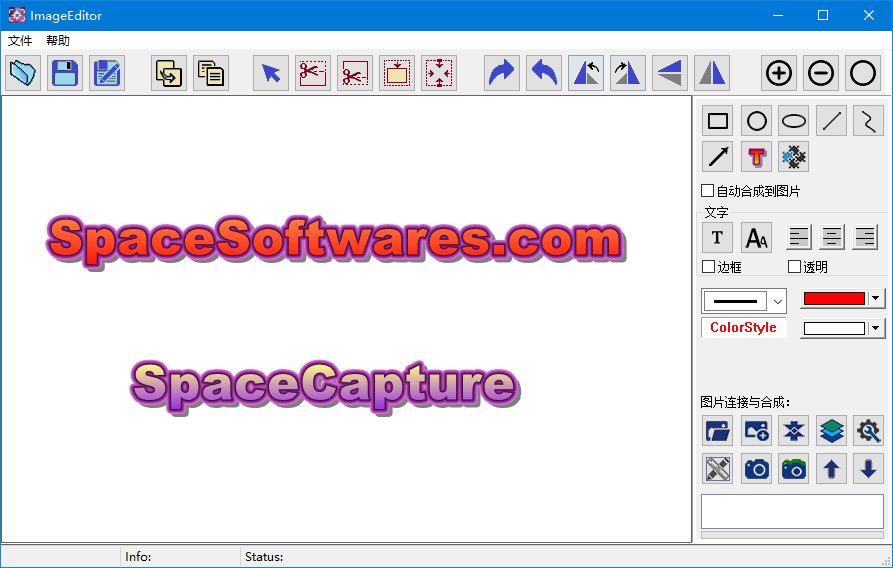 ImageEditor
文件 帮助
自动合成到图片
文字
T AA
边框 透明
SpaceSoftwares.com
ColorStyle
SpaceCapture
图片连接与合成:
Info: Status: